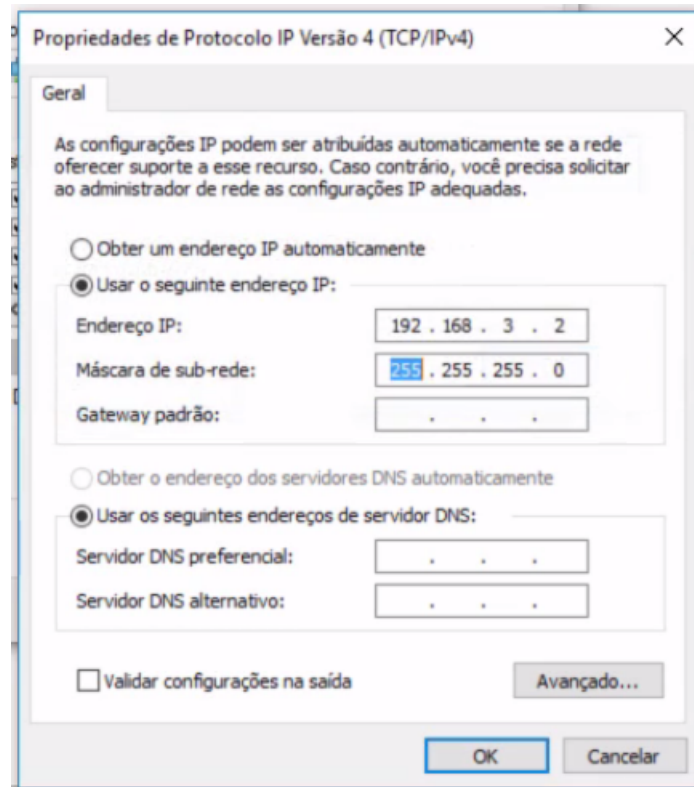 Propriedades de Protocolo IP Versão 4 (TCP/IPv4)
Geral
As configurações IP podem ser atribuídas automaticamente se a rede
oferecer suporte a esse recurso. Caso contrário, você precisa solicitar
ao administrador de rede as configurações IP adequadas.
Obter um endereço IP automaticamente
Usar o seguinte endereço IP:
Endereço IP: 192 . 168 . 3 . 2
Máscara de sub-rede: 255 . 255 . 255 . 0
Gateway padrão: . . .
Obter o endereço dos servidores DNS automaticamente
Usar os seguintes endereços de servidor DNS:
Servidor DNS preferencial: . . .
Servidor DNS alternativo: . . .
Validar configurações na saída Avançado...
OK Cancelar